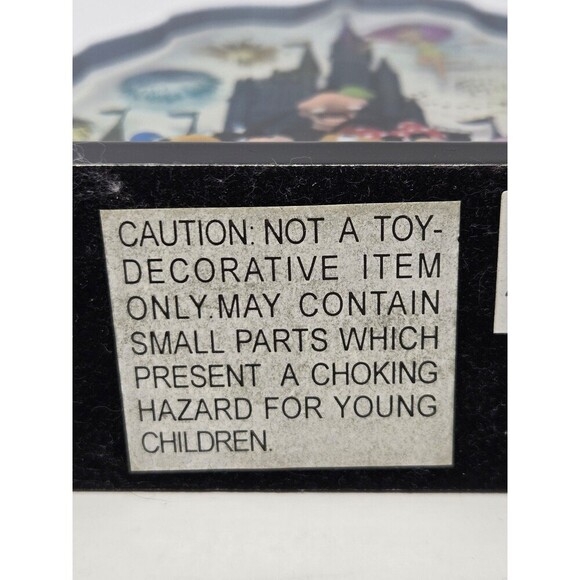 CAUTION: NOT A TOY-
DECORATIVE ITEM
ONLY.MAY CONTAIN
SMALL PARTS WHICH
PRESENT A CHOKING
HAZARD FOR YOUNG
CHILDREN.